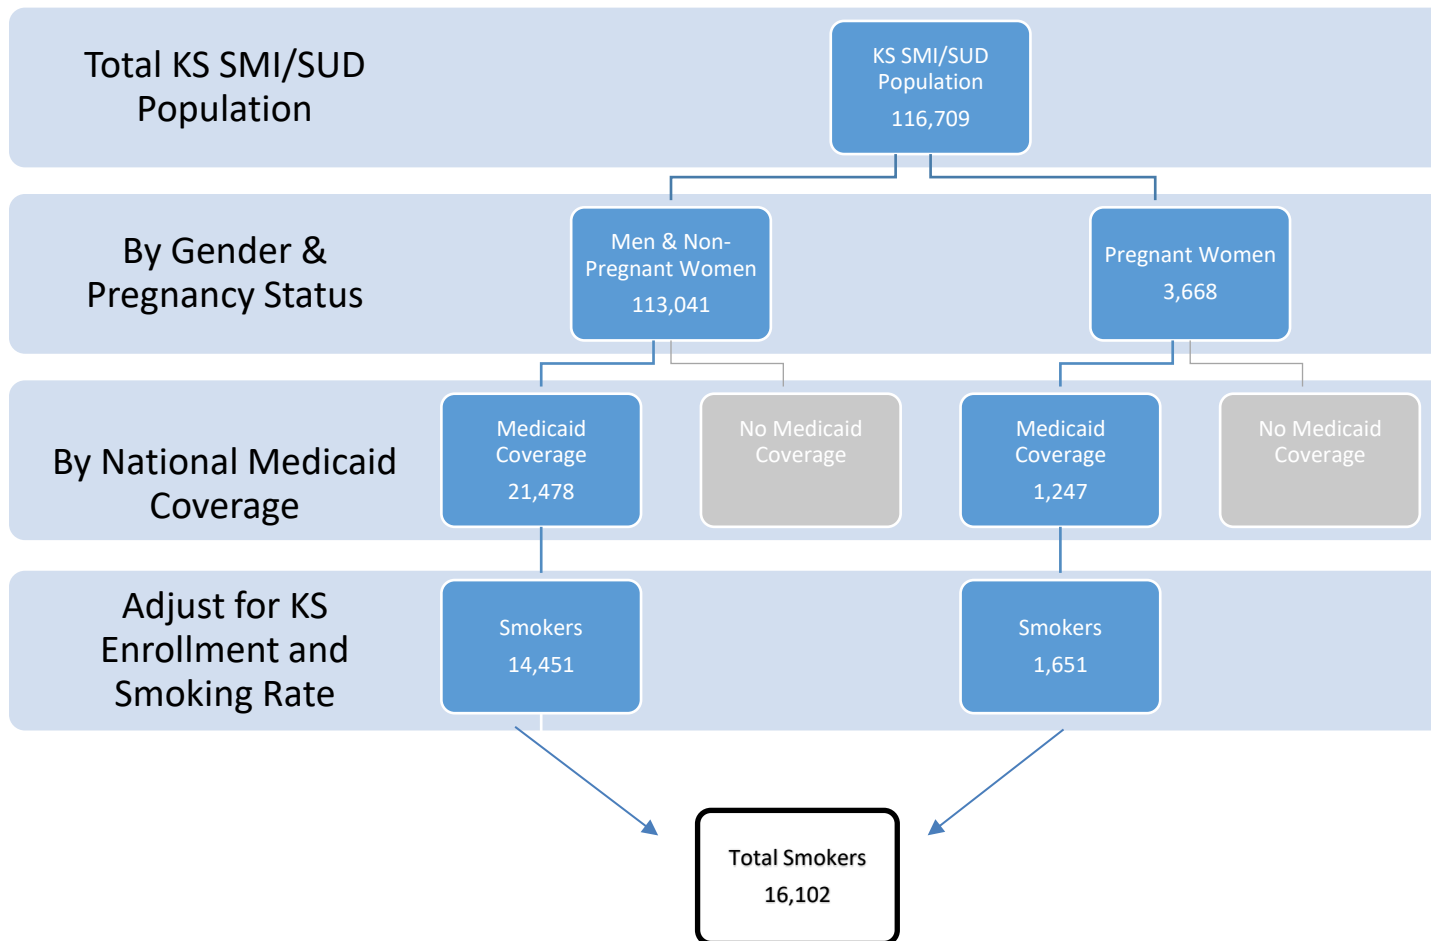 Total KS SMI/SUD
Population
KS SMI/SUD
Population
116,709
By Gender &
Pregnancy Status
Men & Non-
Pregnant Women
113,041
Pregnant Women
3,668
By National Medicaid
Coverage
Medicaid
Coverage
21,478
No Medicaid
Coverage
Medicaid
Coverage
1,247
No Medicaid
Coverage
Adjust for KS
Enrollment and
Smoking Rate
Smokers
14,451
Smokers
1,651
Total Smokers
16,102